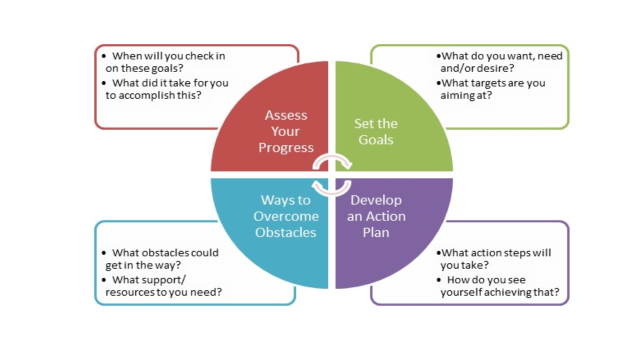 • When will you check in
on these goals?
• What did it take for you
to accomplish this?
•What do you want, need
and/or desire?
•What targets are you
aiming at?
Assess
Your
Progress
Set the
Goals
Ways to
Overcome
Obstacles
Develop
an Action
Plan
• What obstacles could
get in the way?
• What support/
resources to you need?
•What action steps will
you take?
• How do you see
yourself achieving that?